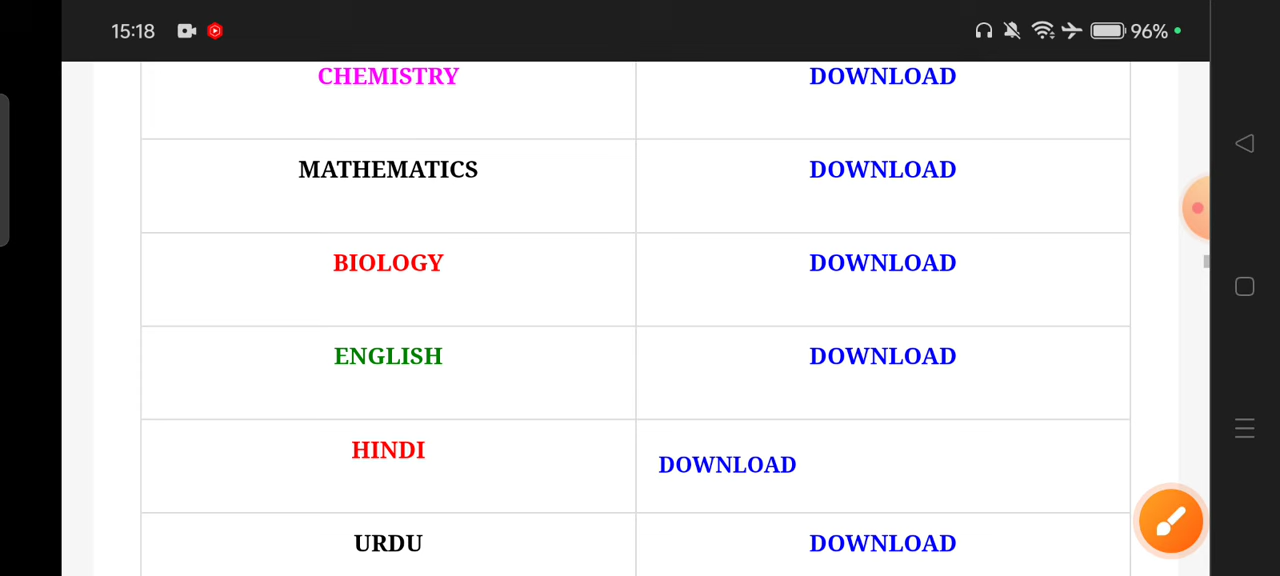 15:18 96%
CHEMISTRY DOWNLOAD
MATHEMATICS DOWNLOAD
BIOLOGY DOWNLOAD
ENGLISH DOWNLOAD
HINDI DOWNLOAD
URDU DOWNLOAD